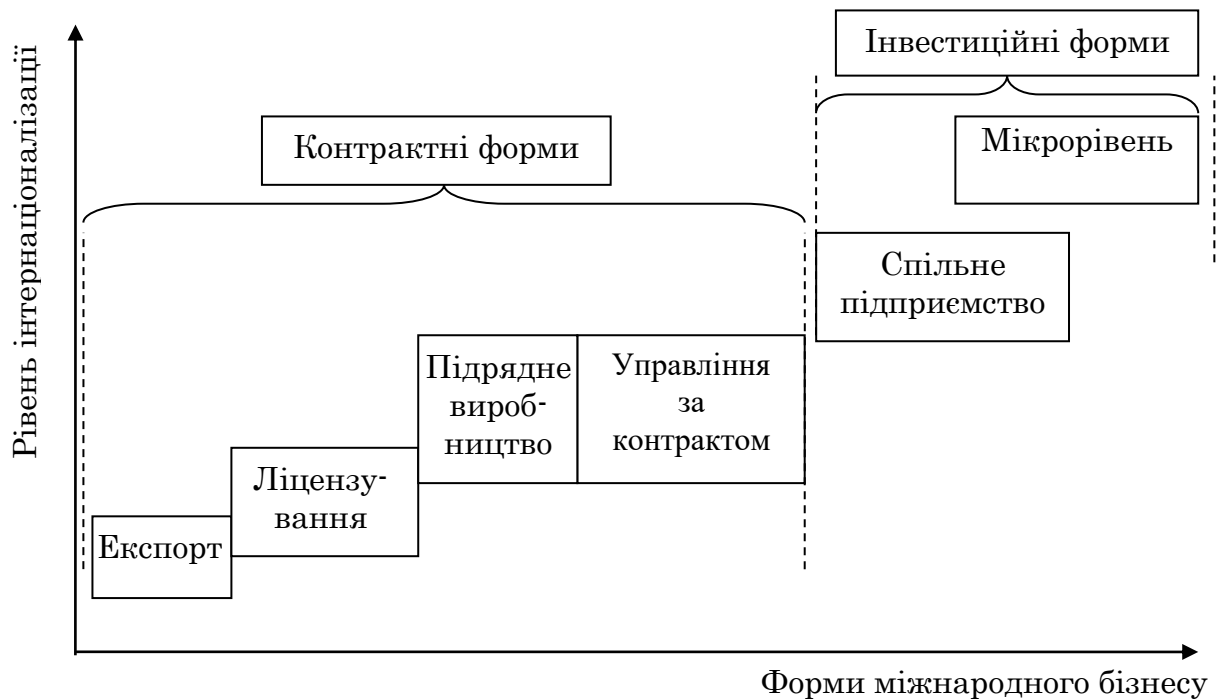 Рівень інтернаціоналізації
Інвестиційні форми
Контрактні форми
Мікрорівень
Спільне
підприємство
Підрядне
вироб-
ництво
Управління
за
контрактом
Ліцензу-
вання
Експорт
Форми міжнародного бізнесу